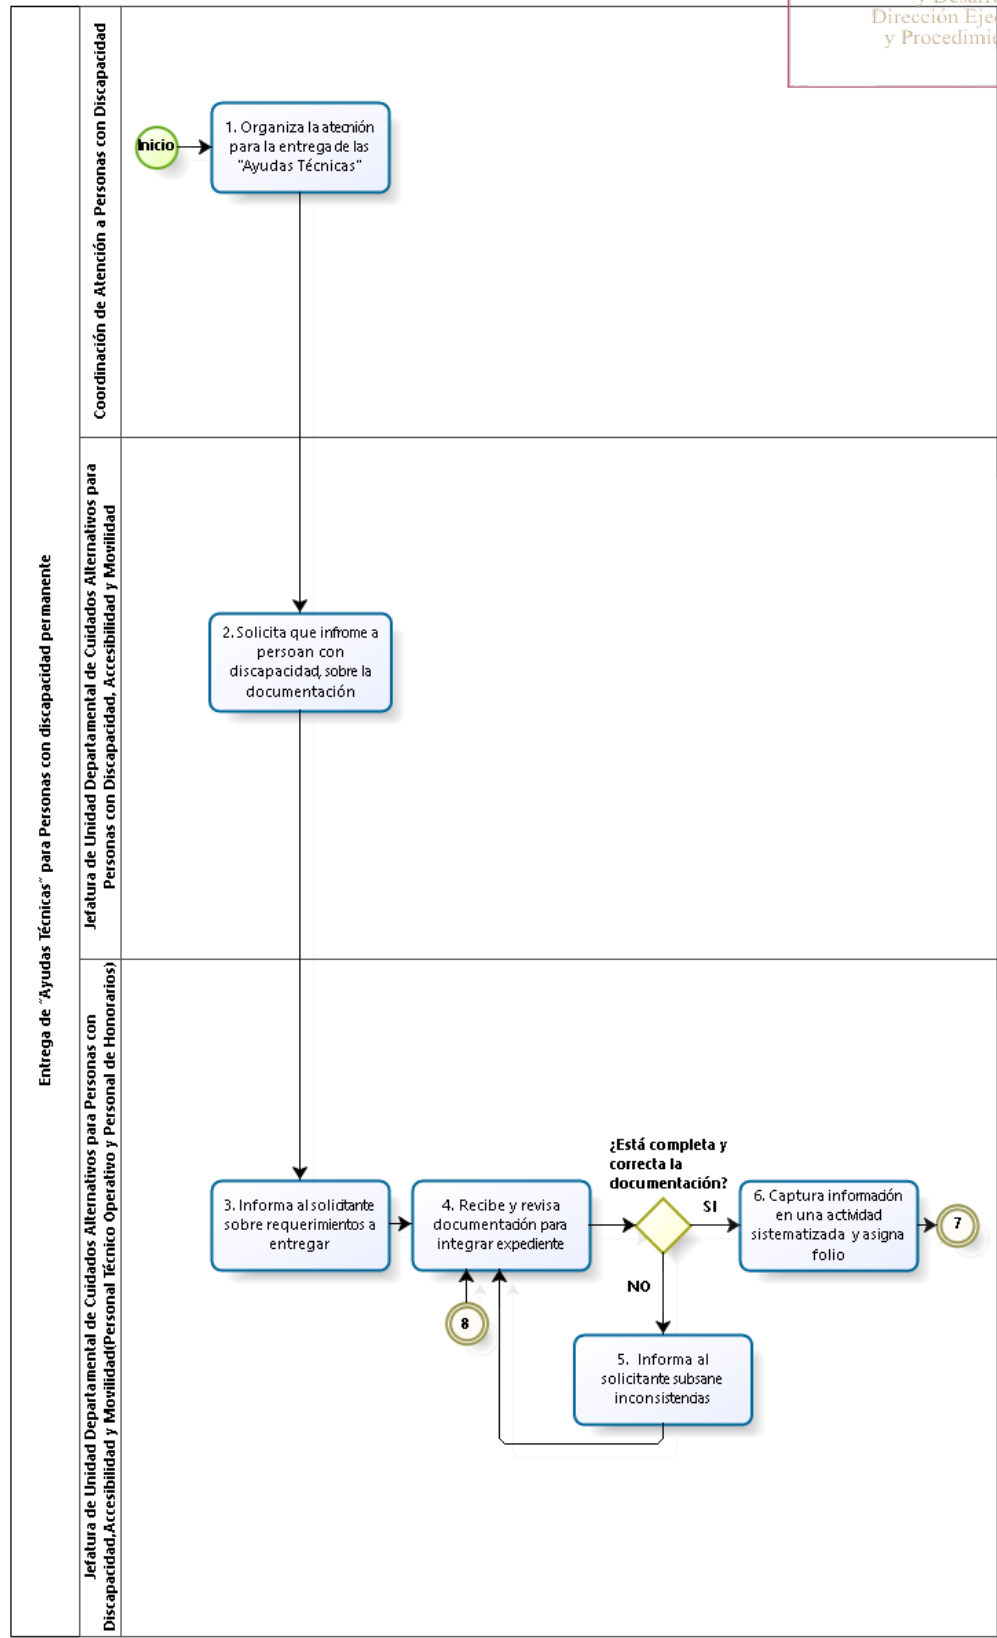 y Desarro
Dirección Eje
y Procedimie
Entrega de "Ayudas Técnicas" para Personas con discapacidad permanente
Coordinación de Atención a Personas con Discapacidad
Inicio
1. Organiza la atecnión
para la entrega de las
"Ayudas Técnicas"
Jefatura de Unidad Departamental de Cuidados Alternativos para
Personas con Discapacidad, Accesibilidad y Movilidad
2. Solicita que infrome a
persoan con
discapacidad, sobre la
documentación
Jefatura de Unidad Departamental de Cuidados Alternativos para Personas con
Discapacidad,Accesibilidad y Movilidad(Personal Técnico Operativo y Personal de Honorarios)
3. Informa al solicitante
sobre requerimientos a
entregar
4. Recibe y revisa
documentación para
integrar expediente
8
¿Está completa y
correcta la
documentación?
SI
NO
5. Informa al
solicitante subsane
inconsistencias
6. Captura información
en una actividad
sistematizada y asigna
folio
7